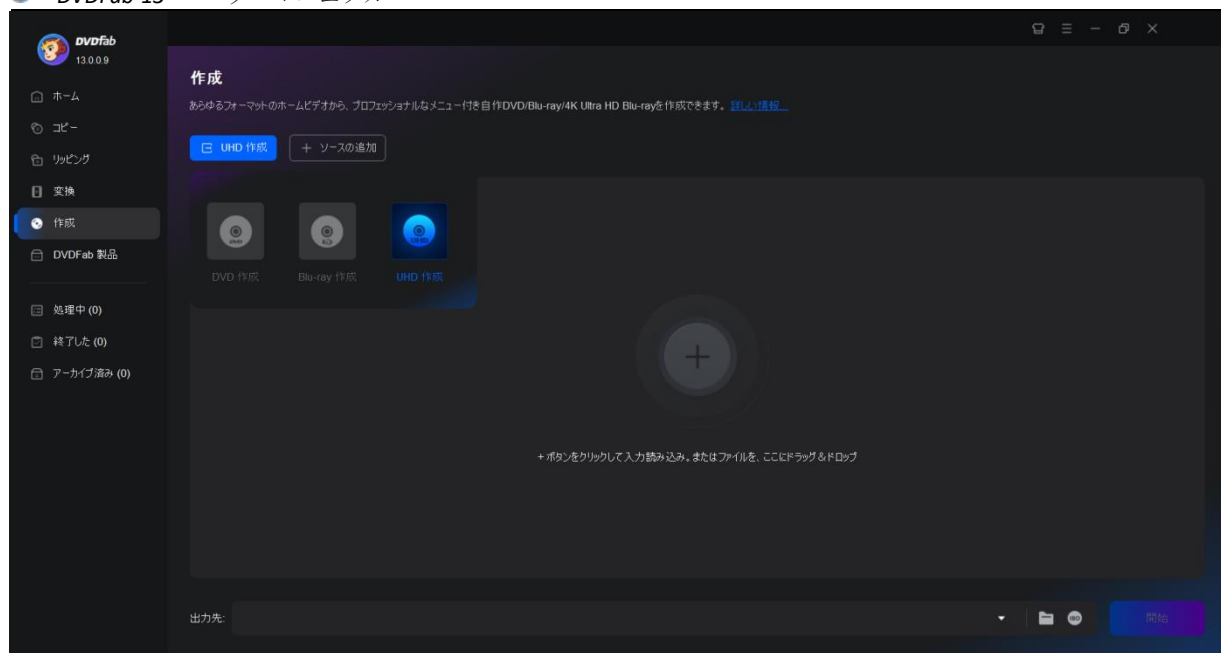 DVDfab
13.0.0.9
ホーム
コピー
リッピング
変換
作成
DVDFab 製品
処理中 (0)
終了した (0)
アーカイブ済み (0)
作成
あらゆるフォーマットのホームビデオから、プロフェッショナルなメニュー付き自作DVD/Blu-ray/4K Ultra HD Blu-rayを作成できます。詳しい情報...
UHD 作成
ソースの追加
DVD 作成
Blu-ray 作成
UHD 作成
+ ボタンをクリックして入力読み込み。またはファイルを、ここにドラッグ＆ドロップ
出力先:
開始